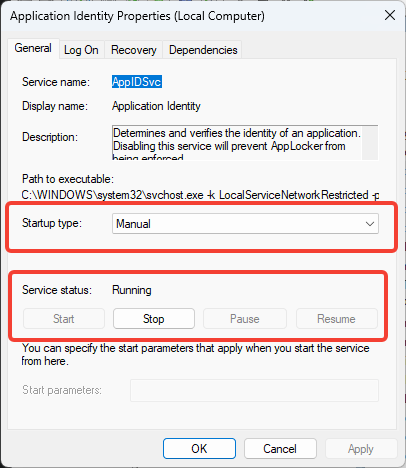 Application Identity Properties (Local Computer)
General Log On Recovery Dependencies
Service name: AppIDSvc
Display name: Application Identity
Description: Determines and verifies the identity of an application.
Disabling this service will prevent AppLocker from
being enforced
Path to executable:
C:\WINDOWS\system32\svchost.exe -k LocalServiceNetworkRestricted -p
Startup type: Manual
Service status: Running
Start Stop Pause Resume
You can specify the start parameters that apply when you start the service
from here.
Start parameters:
OK Cancel Apply